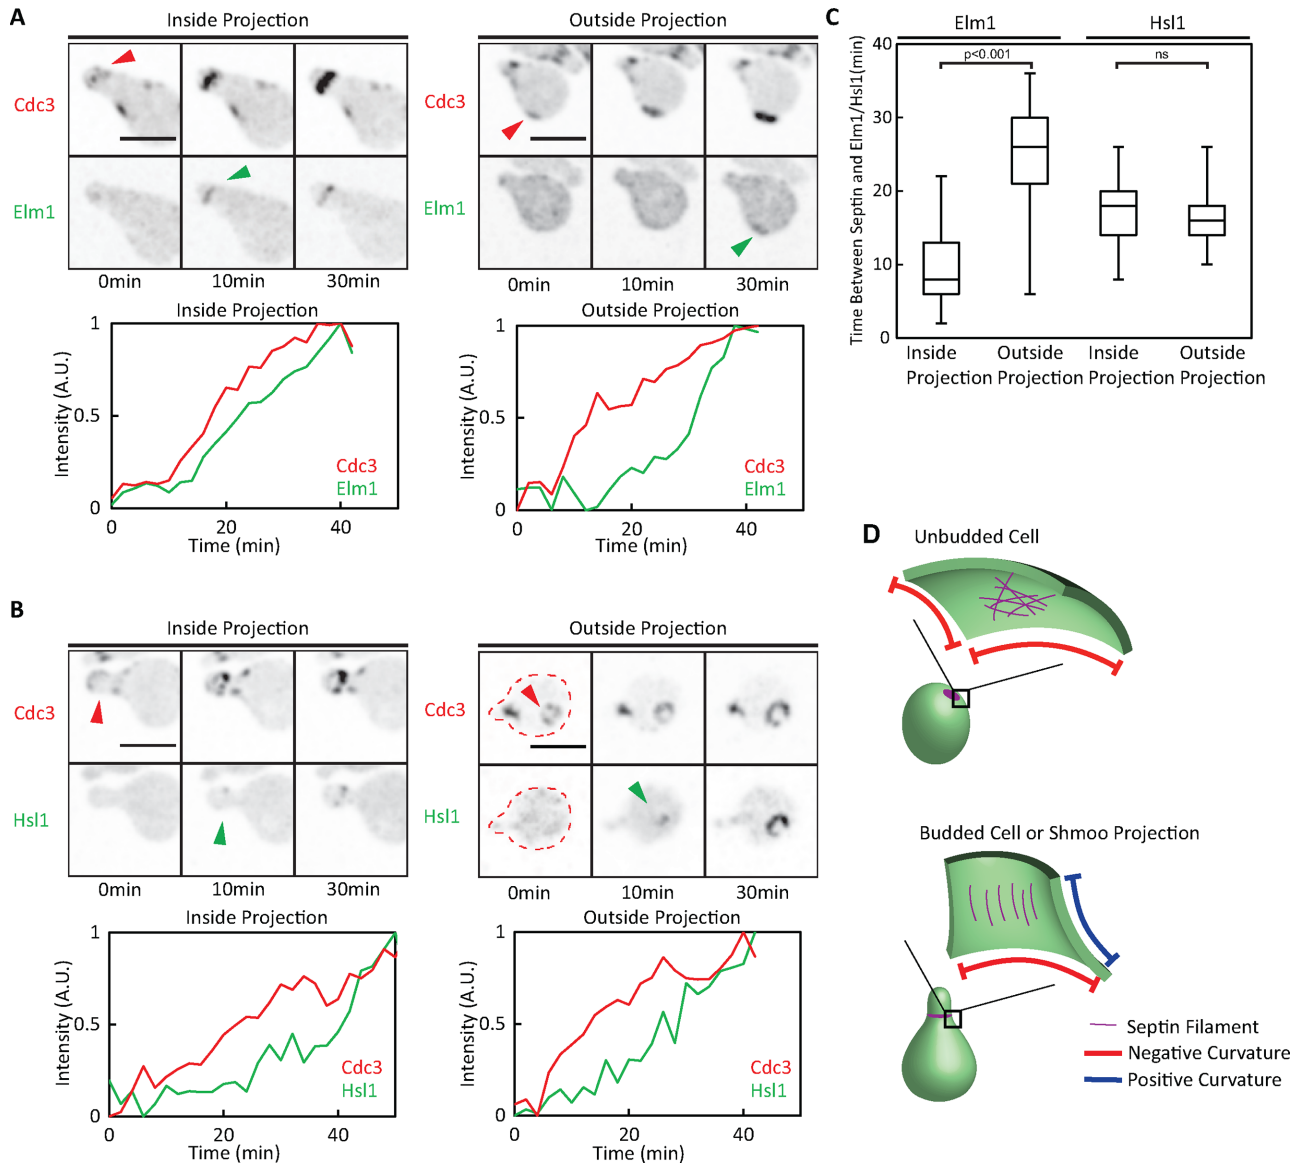 A
Inside Projection
Outside Projection
Cdc3
Elm1
0min
10min
30min
Cdc3
Elm1
0min
10min
30min
Inside Projection
1
0.5
0
Intensity (A.U.)
Cdc3
Elm1
0
20
40
Time (min)
Outside Projection
1
0.5
0
Intensity (A.U.)
Cdc3
Elm1
0
20
40
Time (min)
B
Inside Projection
Outside Projection
Cdc3
Hsl1
0min
10min
30min
Cdc3
Hsl1
0min
10min
30min
Inside Projection
1
0.5
0
Intensity (A.U.)
Cdc3
Hsl1
0
20
40
Time (min)
Outside Projection
1
0.5
0
Intensity (A.U.)
Cdc3
Hsl1
0
20
40
Time (min)
C
Elm1
Hsl1
Time Between Septin and Elm1/Hsl1(min)
40
30
20
10
0
p<0.001
ns
Inside Projection
Outside Projection
Inside Projection
Outside Projection
D
Unbudded Cell
Budded Cell or Shmoo Projection
Septin Filament
Negative Curvature
Positive Curvature